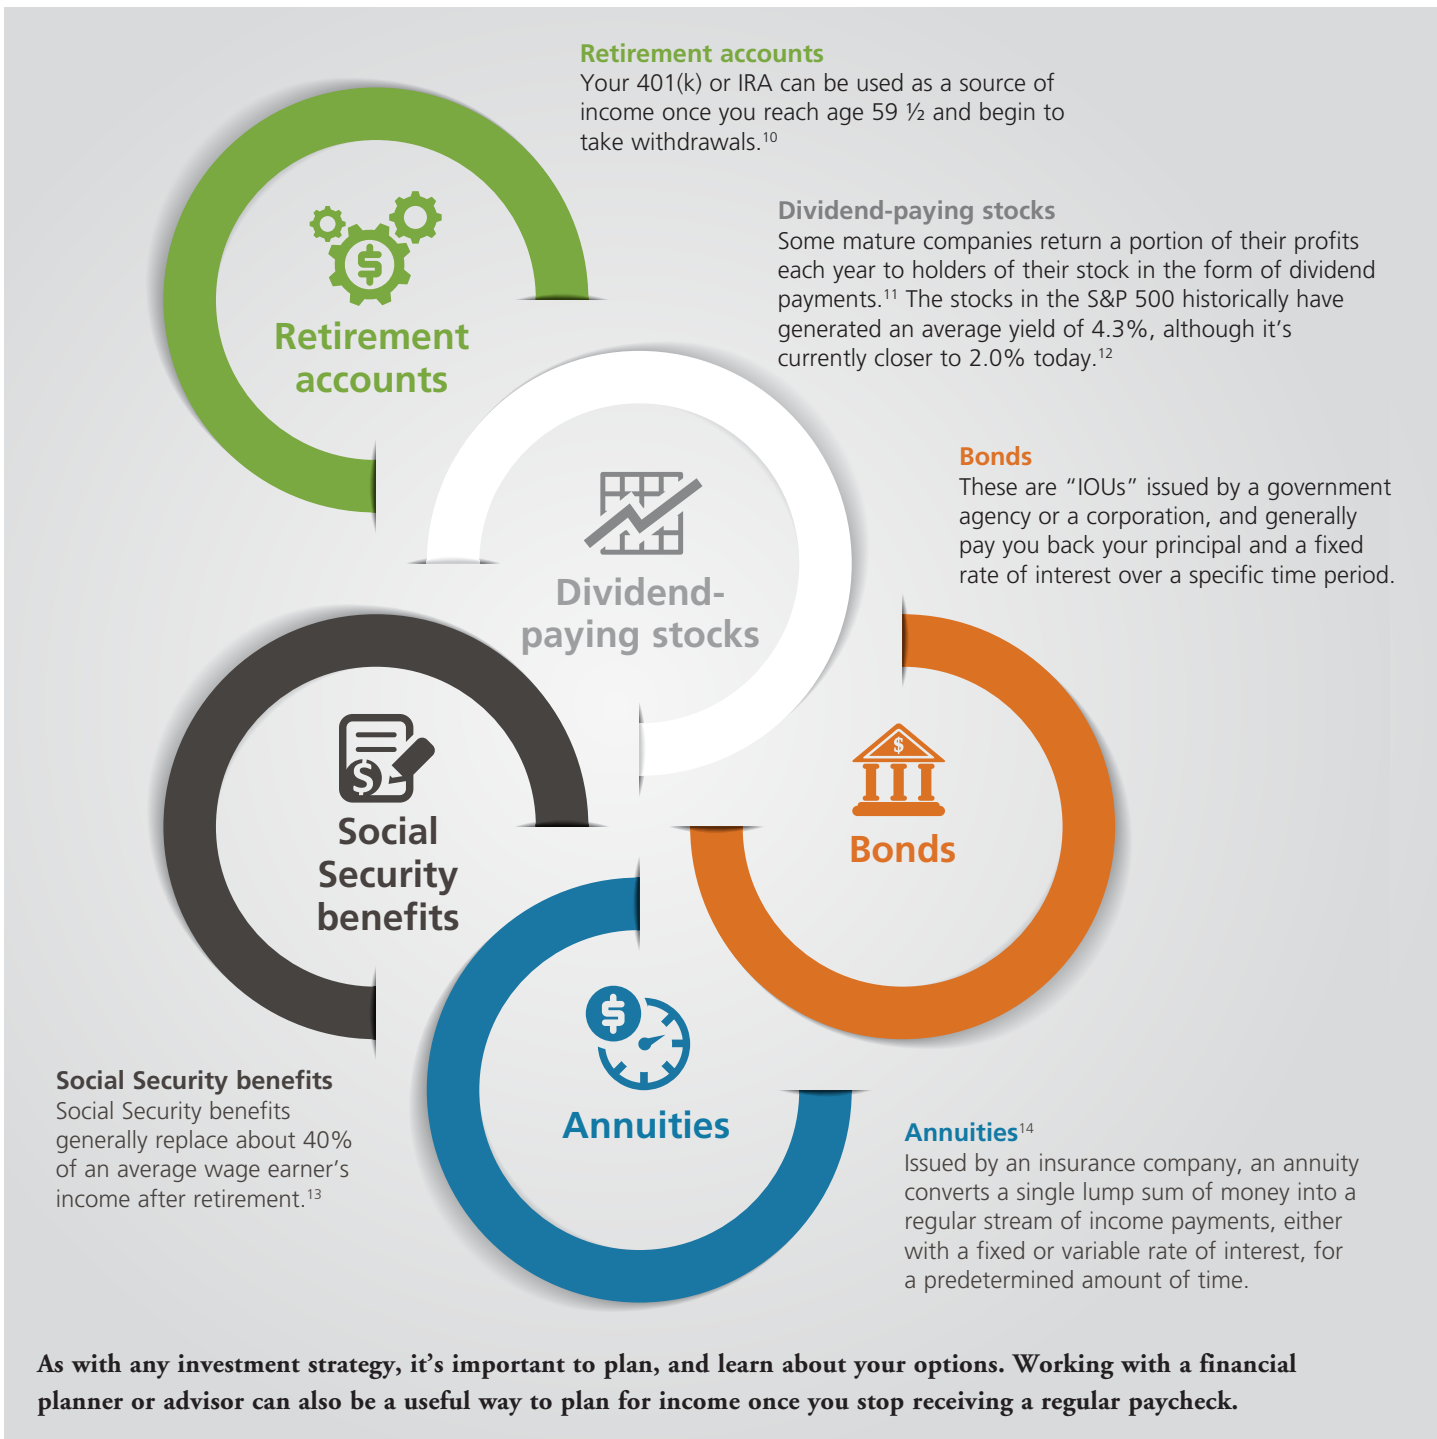 Retirement accounts
Your 401(k) or IRA can be used as a source of
income once you reach age 59 ½ and begin to
take withdrawals.10
Retirement
accounts
Dividend-paying stocks
Some mature companies return a portion of their profits
each year to holders of their stock in the form of dividend
payments.11 The stocks in the S&P 500 historically have
generated an average yield of 4.3%, although it's
currently closer to 2.0% today.12
Dividend-
paying stocks
Bonds
These are “IOUs” issued by a government
agency or a corporation, and generally
pay you back your principal and a fixed
rate of interest over a specific time period.
$
Bonds
$
Social
Security
benefits
$
Annuities
Social Security benefits
Social Security benefits
generally replace about 40%
of an average wage earner's
income after retirement.13
Annuities14
Issued by an insurance company, an annuity
converts a single lump sum of money into a
regular stream of income payments, either
with a fixed or variable rate of interest, for
a predetermined amount of time.
As with any investment strategy, it's important to plan, and learn about your options. Working with a financial
planner or advisor can also be a useful way to plan for income once you stop receiving a regular paycheck.